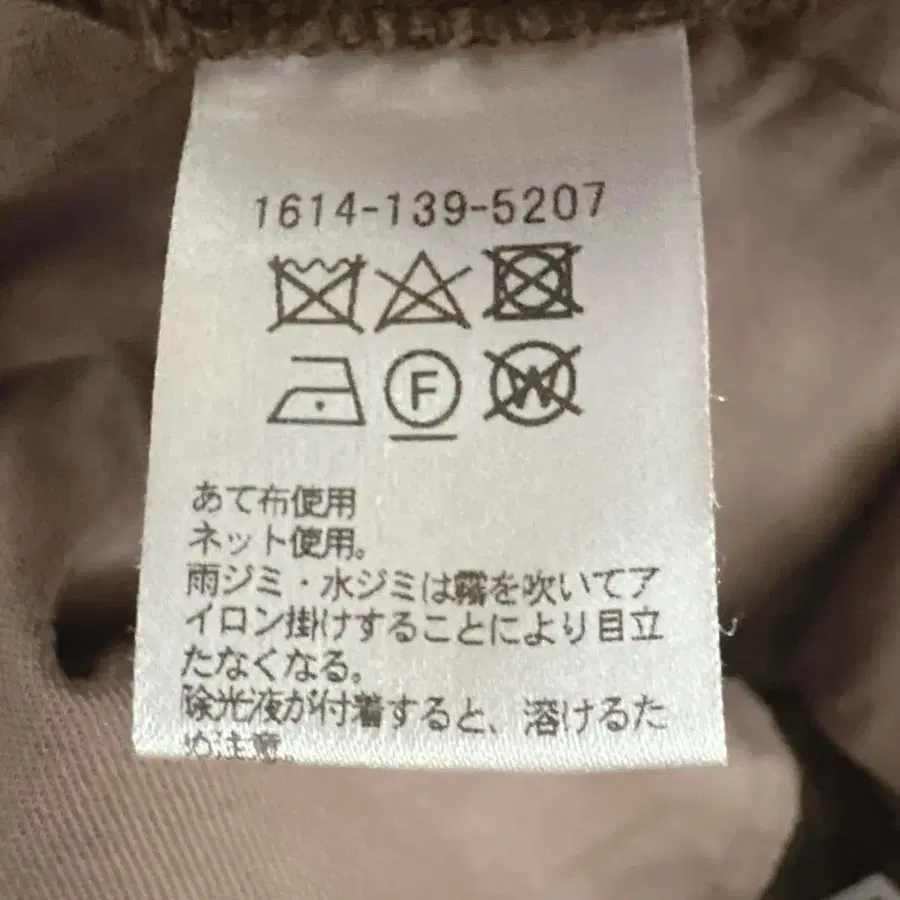 1614-139-5207
F
W
あて布使用
ネット使用。
雨ジミ・水ジミは霧を吹いてア
イロン掛けすることにより目立
たなくなる。
除光液が付着すると、溶けるた
め注意